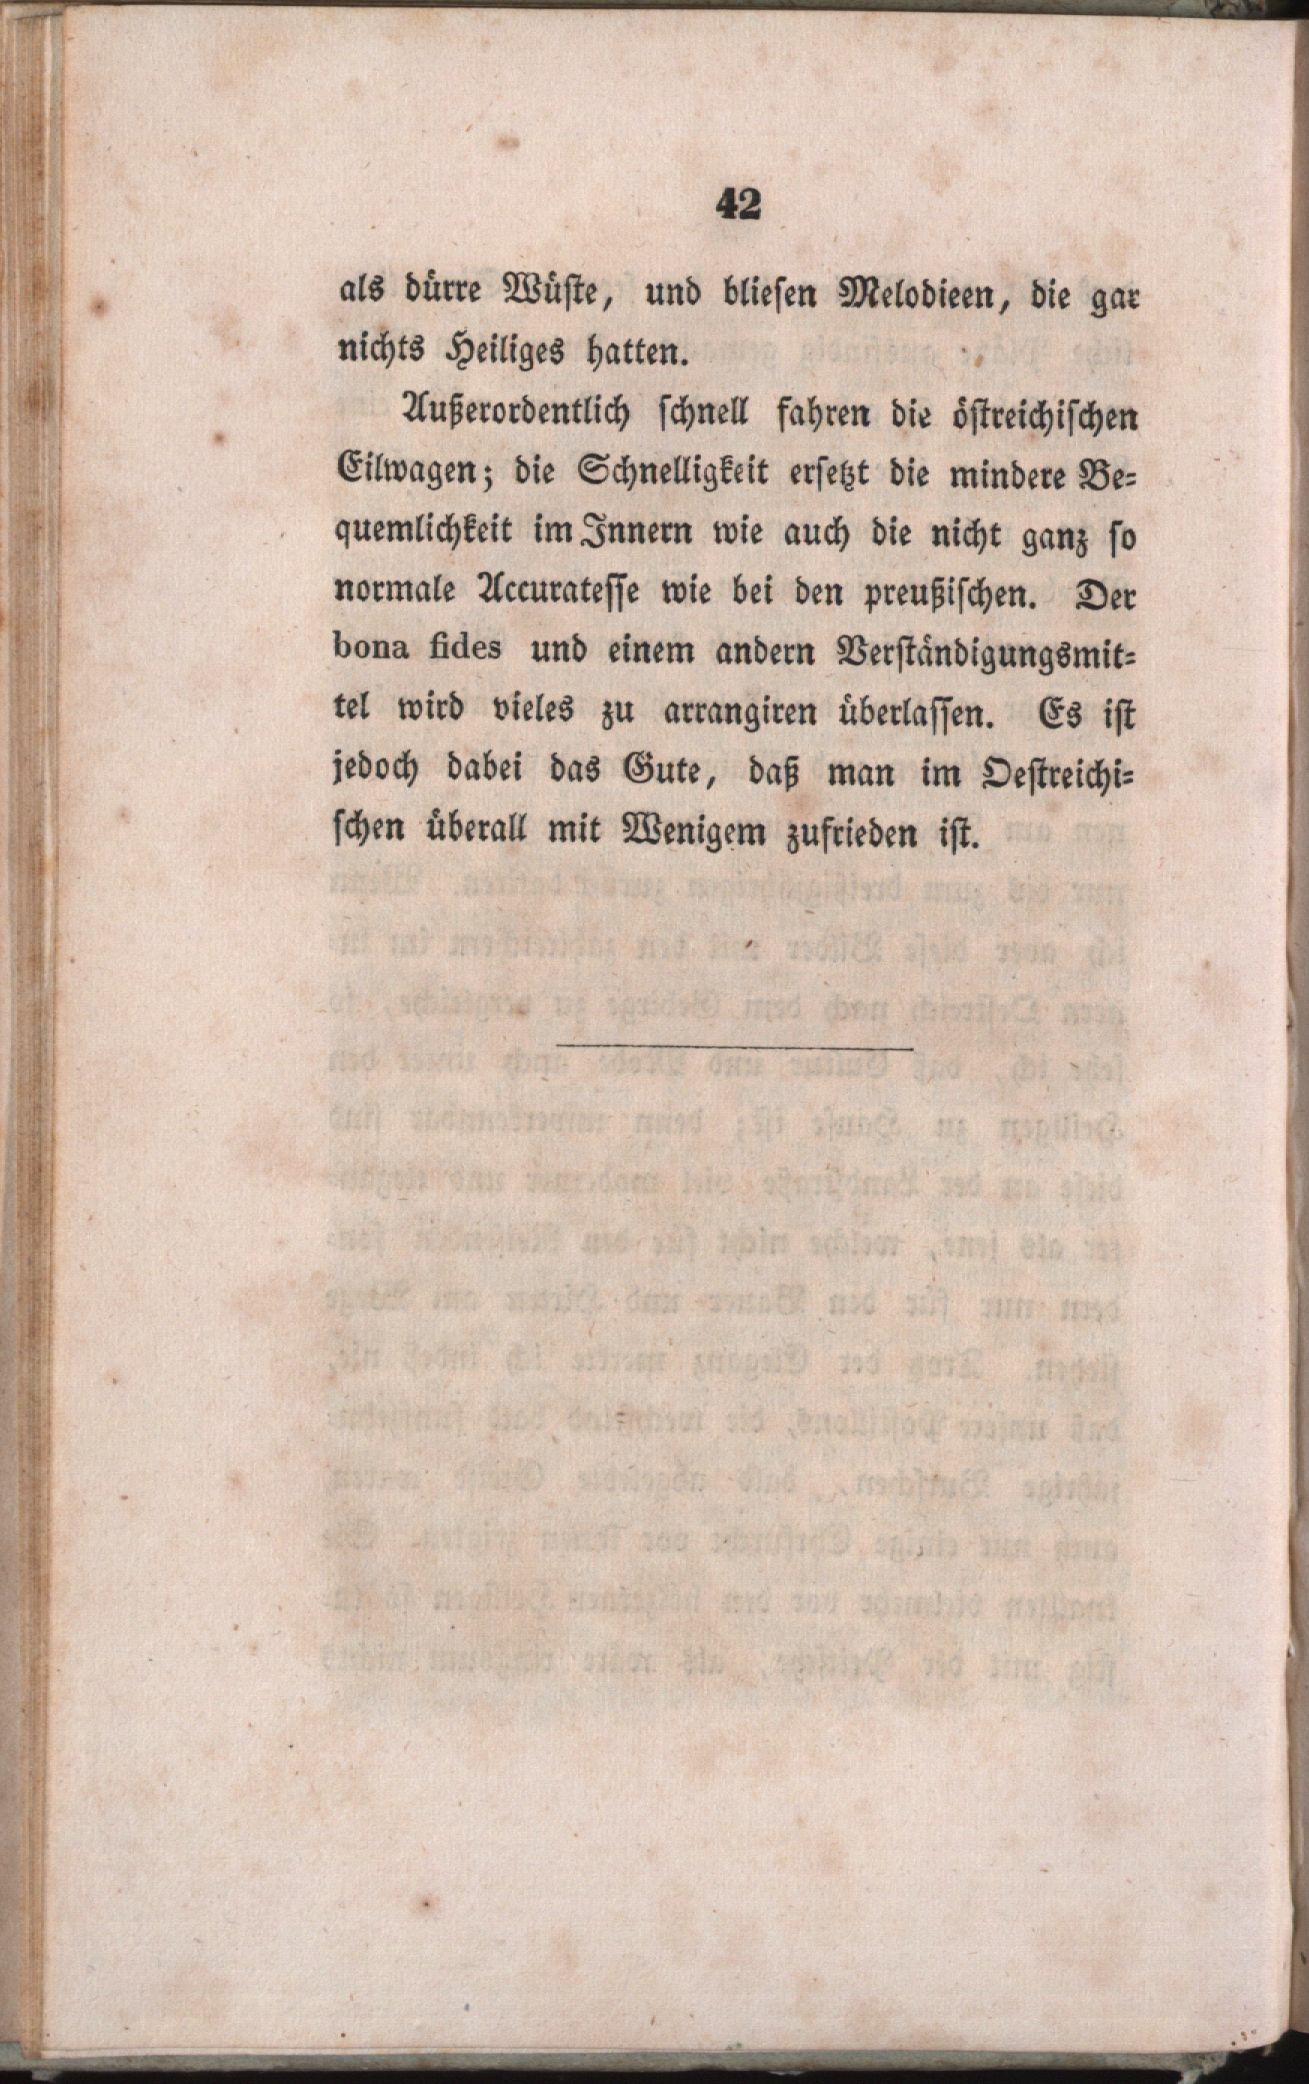 42
als dürre Wüste, und bliesen Melodieen, die gar
nichts Heiliges hatten.
Außerordentlich schnell fahren die östreichischen
Eilwagen; die Schnelligkeit ersetzt die mindere Be-
quemlichkeit im Innern wie auch die nicht ganz so
normale Accuratesse wie bei den preußischen. Der
bona fides und einem andern Verständigungsmit-
tel wird vieles zu arrangiren überlassen. Es ist
jedoch dabei das Gute, daß man im Oestreichi-
schen überall mit Wenigem zufrieden ist.